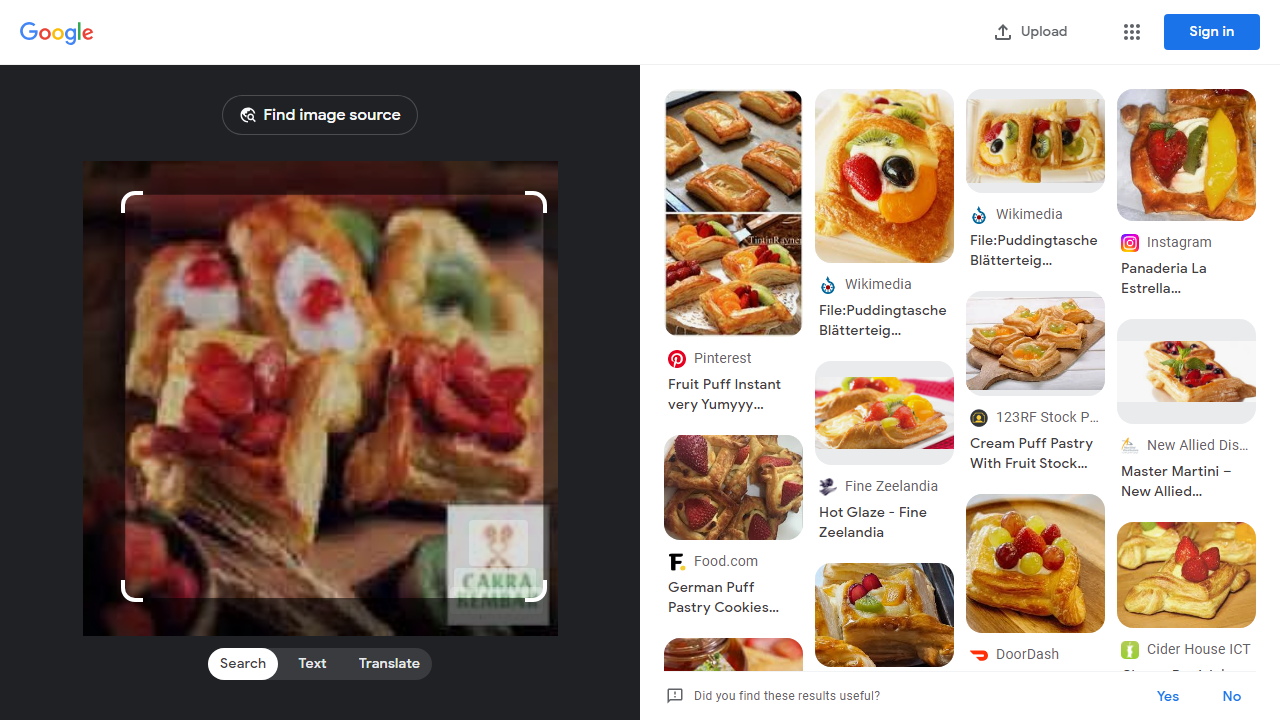 Google
Upload
Sign in
Find image source
CAKRA
KEMBAR
Search
Text
Translate
Pinterest
Fruit Puff Instant
very Yumyyy...
Food.com
German Puff
Pastry Cookies...
Wikimedia
File:Puddingtasche
Blätterteig...
Fine Zeelandia
Hot Glaze - Fine
Zeelandia
Wikimedia
File:Puddingtasche
Blätterteig...
123RF Stock P...
Cream Puff Pastry
With Fruit Stock...
DoorDash
Instagram
Panaderia La
Estrella...
New Allied Dis...
Master Martini –
New Allied...
Cider House ICT
Did you find these results useful?
Yes
No